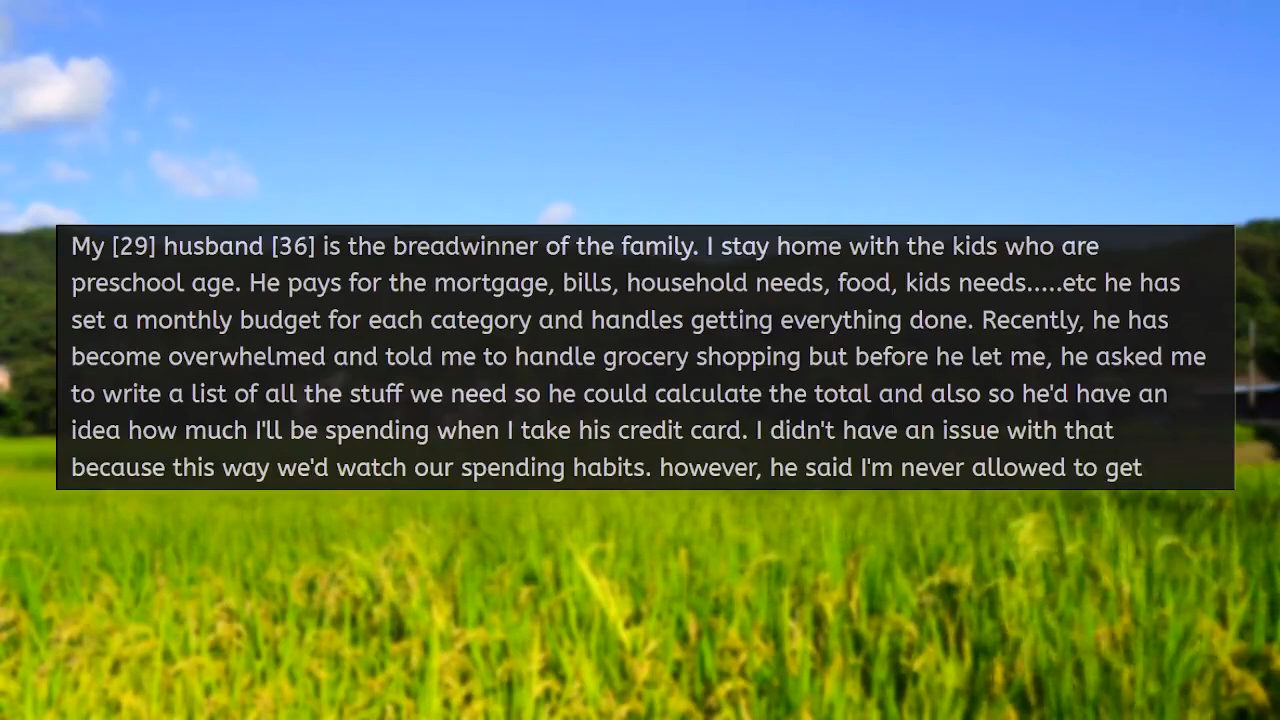 My [29] husband [36] is the breadwinner of the family. I stay home with the kids who are
preschool age. He pays for the mortgage, bills, household needs, food, kids needs.....etc he has
set a monthly budget for each category and handles getting everything done. Recently, he has
become overwhelmed and told me to handle grocery shopping but before he let me, he asked me
to write a list of all the stuff we need so he could calculate the total and also so he'd have an
idea how much I'll be spending when I take his credit card. I didn't have an issue with that
because this way we'd watch our spending habits. however, he said I'm never allowed to get